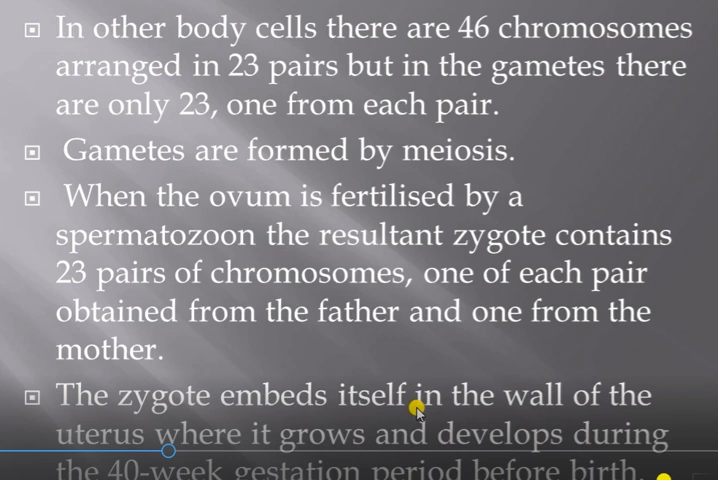 In other body cells there are 46 chromosomes
arranged in 23 pairs but in the gametes there
are only 23, one from each pair.
Gametes are formed by meiosis.
When the ovum is fertilised by a
spermatozoon the resultant zygote contains
23 pairs of chromosomes, one of each pair
obtained from the father and one from the
mother.
The zygote embeds itself in the wall of the
uterus where it grows and develops during
the 40-week gestation period before birth.